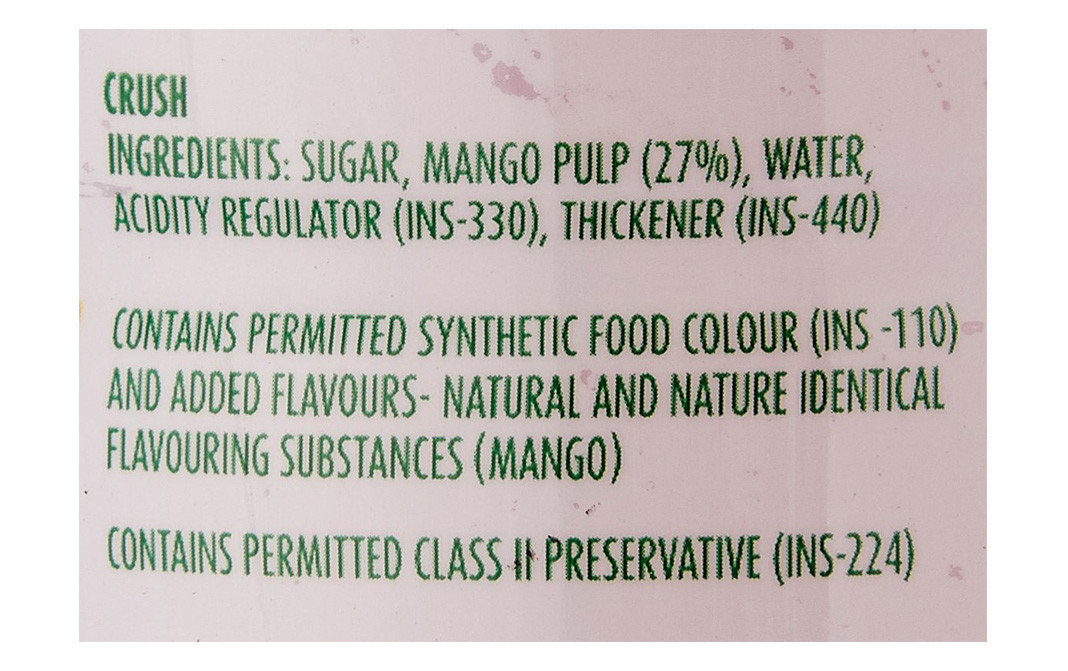 CRUSH
INGREDIENTS: SUGAR, MANGO PULP (27%), WATER,
ACIDITY REGULATOR (INS-330), THICKENER (INS-440)
CONTAINS PERMITTED SYNTHETIC FOOD COLOUR (INS -110)
AND ADDED FLAVOURS- NATURAL AND NATURE IDENTICAL
FLAVOURING SUBSTANCES (MANGO)
CONTAINS PERMITTED CLASS II PRESERVATIVE (INS-224)